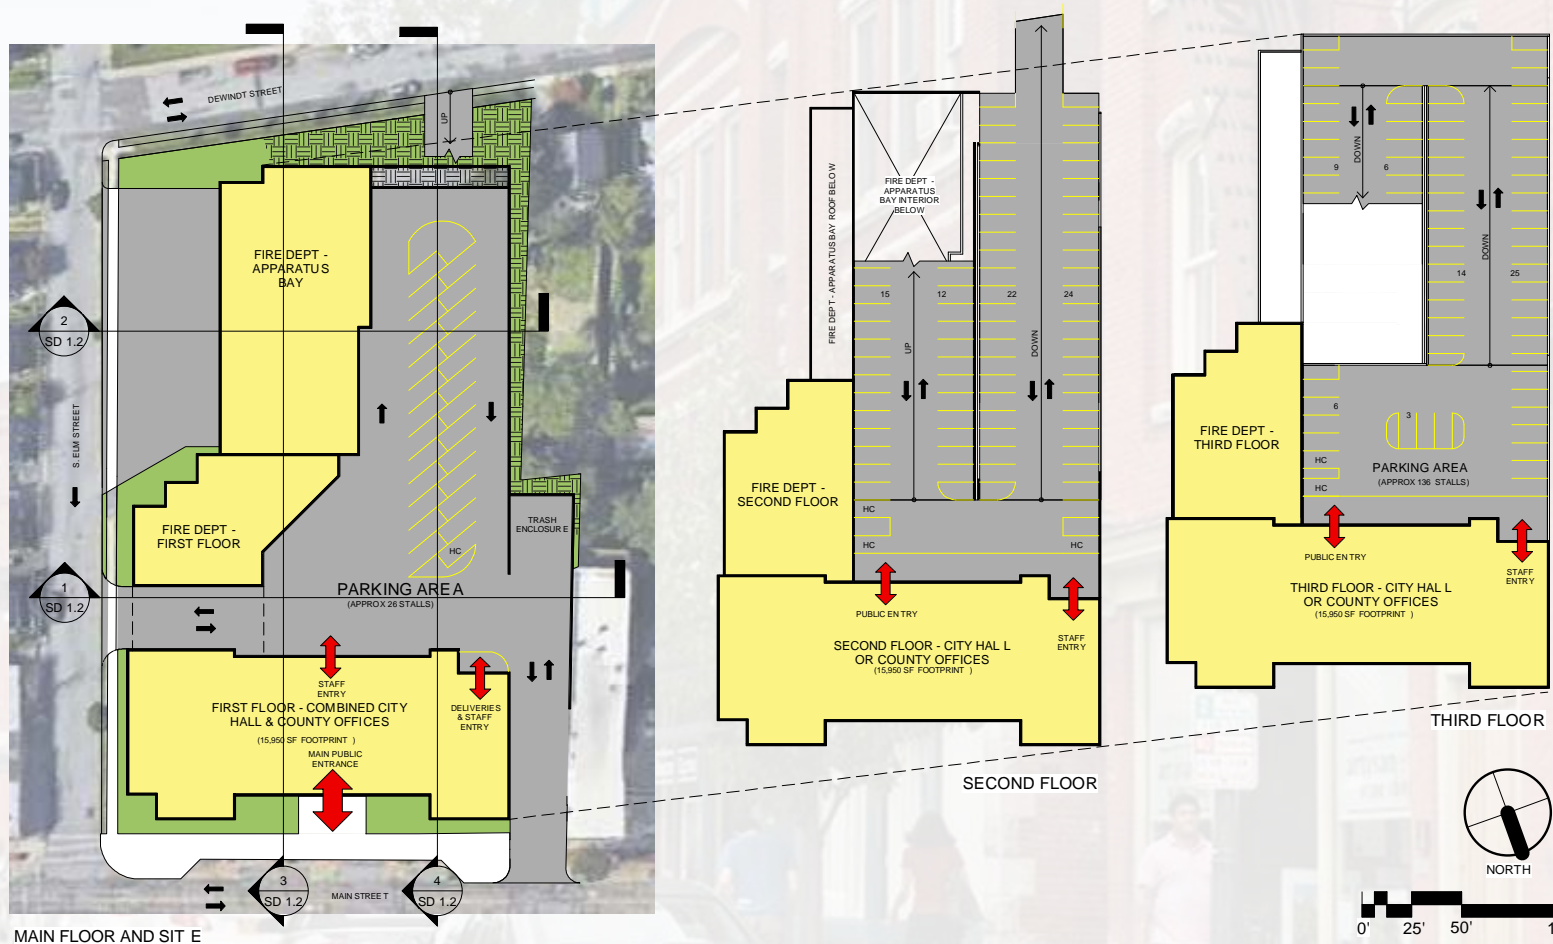 DEWINDT STREET
UP
FIRE DEPT -
APPARATUS
BAY
2
SD 1.2
S. ELM STREET
FIRE DEPT -
FIRST FLOOR
TRASH
ENCLOSURE
HC
1
SD 1.2
PARKING AREA
(APPROX 26 STALLS)
STAFF
ENTRY
DELIVERIES
& STAFF
ENTRY
FIRST FLOOR - COMBINED CITY
HALL & COUNTY OFFICES
(15,950 SF FOOTPRINT )
MAIN PUBLIC
ENTRANCE
3
SD 1.2
MAIN STREET
4
SD 1.2
MAIN FLOOR AND SITE
FIRE DEPT - APPARATUS BAY ROOF BELOW
FIRE DEPT -
APPARATUS
BAY INTERIOR
BELOW
15
12
22
24
UP
DOWN
FIRE DEPT -
SECOND FLOOR
HC
HC
HC
PUBLIC ENTRY
STAFF
ENTRY
SECOND FLOOR - CITY HALL
OR COUNTY OFFICES
(15,950 SF FOOTPRINT )
SECOND FLOOR
DOWN
9
6
DOWN
14
25
FIRE DEPT -
THIRD FLOOR
6
3
HC
HC
PARKING AREA
(APPROX 136 STALLS)
PUBLIC ENTRY
STAFF
ENTRY
THIRD FLOOR - CITY HALL
OR COUNTY OFFICES
(15,950 SF FOOTPRINT )
THIRD FLOOR
NORTH
0' 25' 50' 1